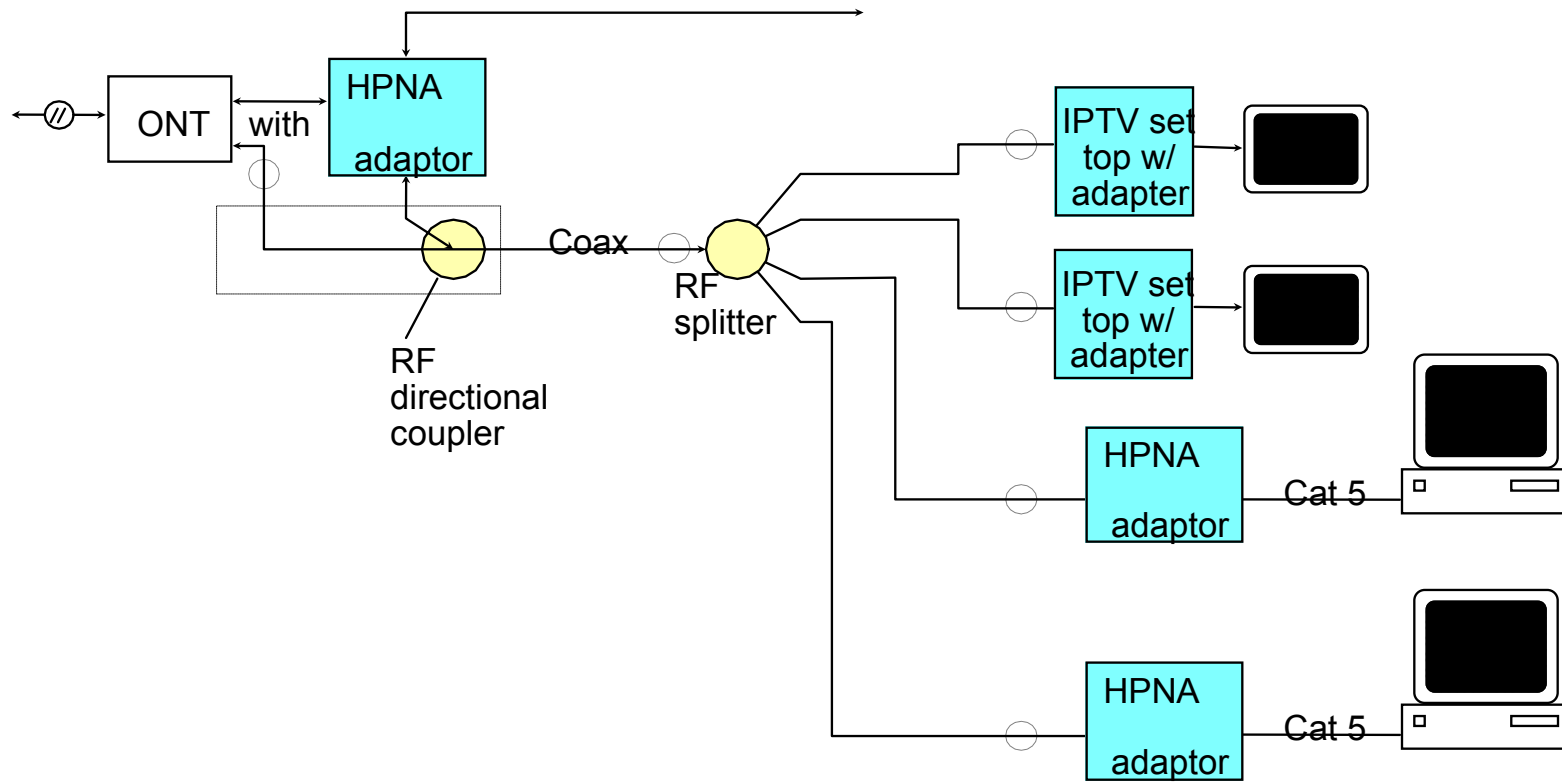 HPNA
adaptor
ONT
with
IPTV set
top w/
adapter
Coax
RF
splitter
IPTV set
top w/
adapter
RF
directional
coupler
HPNA
adaptor
Cat 5
HPNA
adaptor
Cat 5